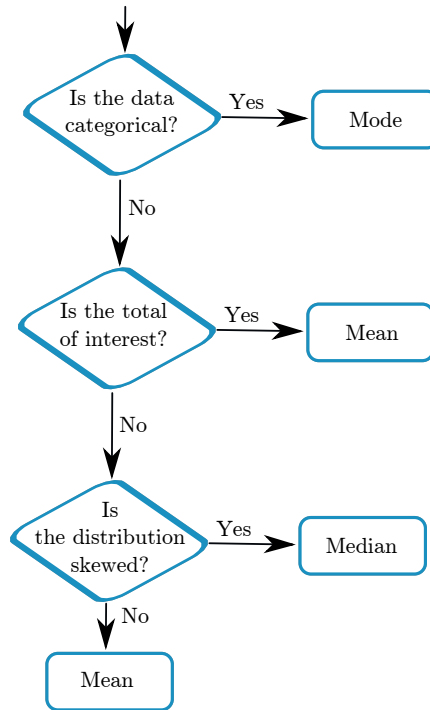 Is the data
categorical?
Yes
Mode
No
Is the total
of interest?
Yes
Mean
No
Is
the distribution
skewed?
Yes
Median
No
Mean